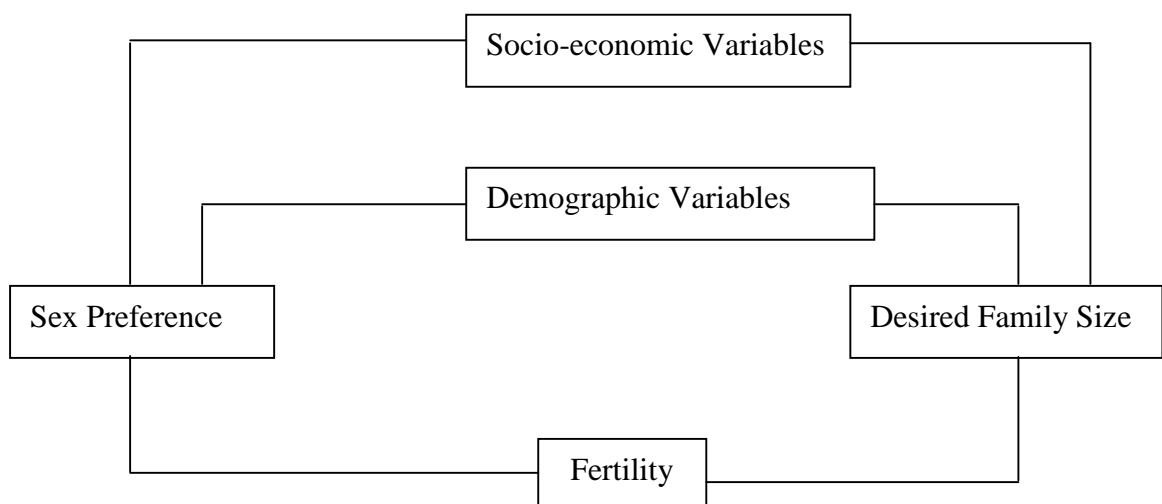 Socio-economic Variables
Demographic Variables
Sex Preference
Desired Family Size
Fertility